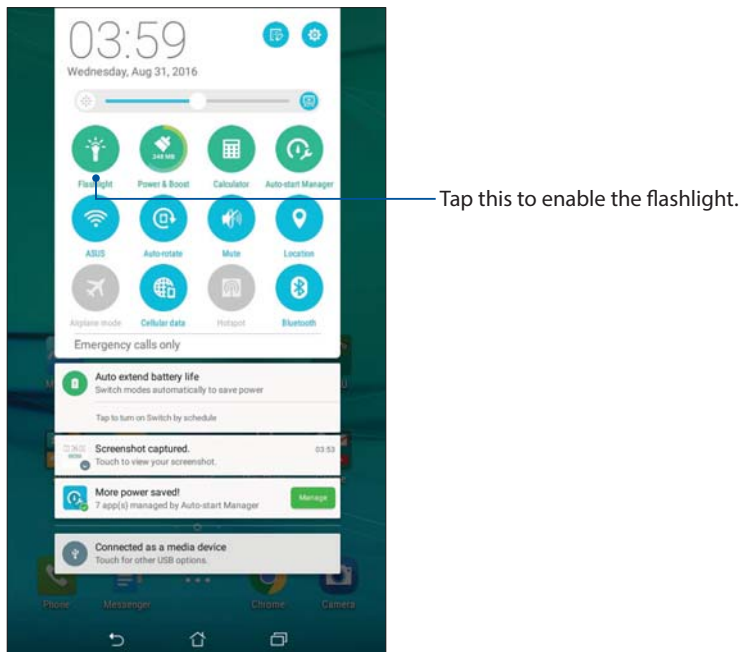 03:59
Wednesday, Aug 31, 2016
Flashlight
248 MB
Power & Boost
Calculator
Auto-start Manager
Tap this to enable the flashlight.
ASUS
Auto-rotate
Mute
Location
Airplane mode
Cellular data
Hotspot
Bluetooth
Emergency calls only
Auto extend battery life
Switch modes automatically to save power
Tap to turn on Switch by schedule
Screenshot captured.
03:53
Touch to view your screenshot.
More power saved!
7 app(s) managed by Auto-start Manager
Manage
Connected as a media device
Touch for other USB options.
Phone
Messenger
Chrome
Camera